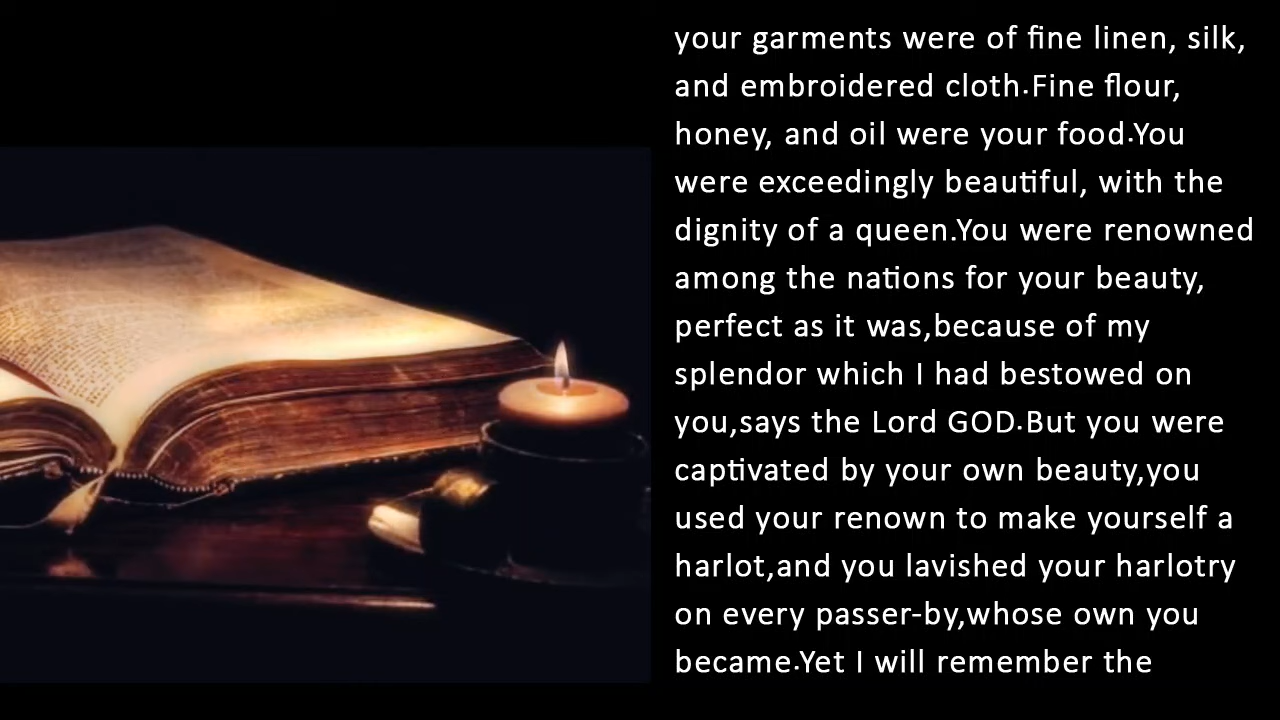 your garments were of fine linen, silk,
and embroidered cloth.Fine flour,
honey, and oil were your food.You
were exceedingly beautiful, with the
dignity of a queen.You were renowned
among the nations for your beauty,
perfect as it was,because of my
splendor which I had bestowed on
you,says the Lord GOD.But you were
captivated by your own beauty,you
used your renown to make yourself a
harlot,and you lavished your harlotry
on every passer-by,whose own you
became.Yet I will remember the